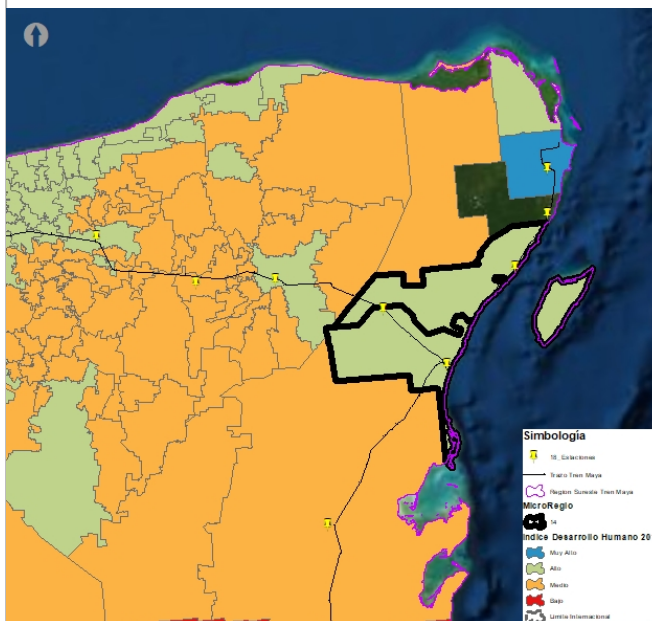 Simbología
18_Estaciones
Trazo Tren Maya
Region Sureste Tren Maya
MicroRegio
14
Indice Desarrollo Humano 20
Muy Alto
Alto
Medio
Bajo
Limite Internacional